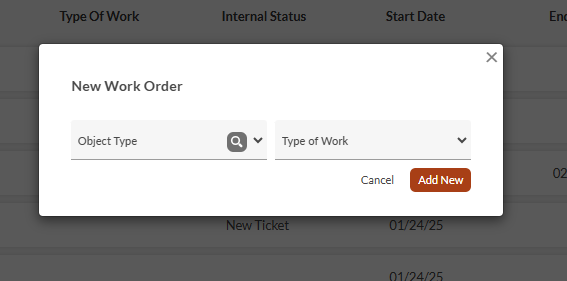 Type Of Work Internal Status Start Date
New Work Order
Object Type Type of Work
Cancel Add New
02
New Ticket 01/24/25
01/24/25